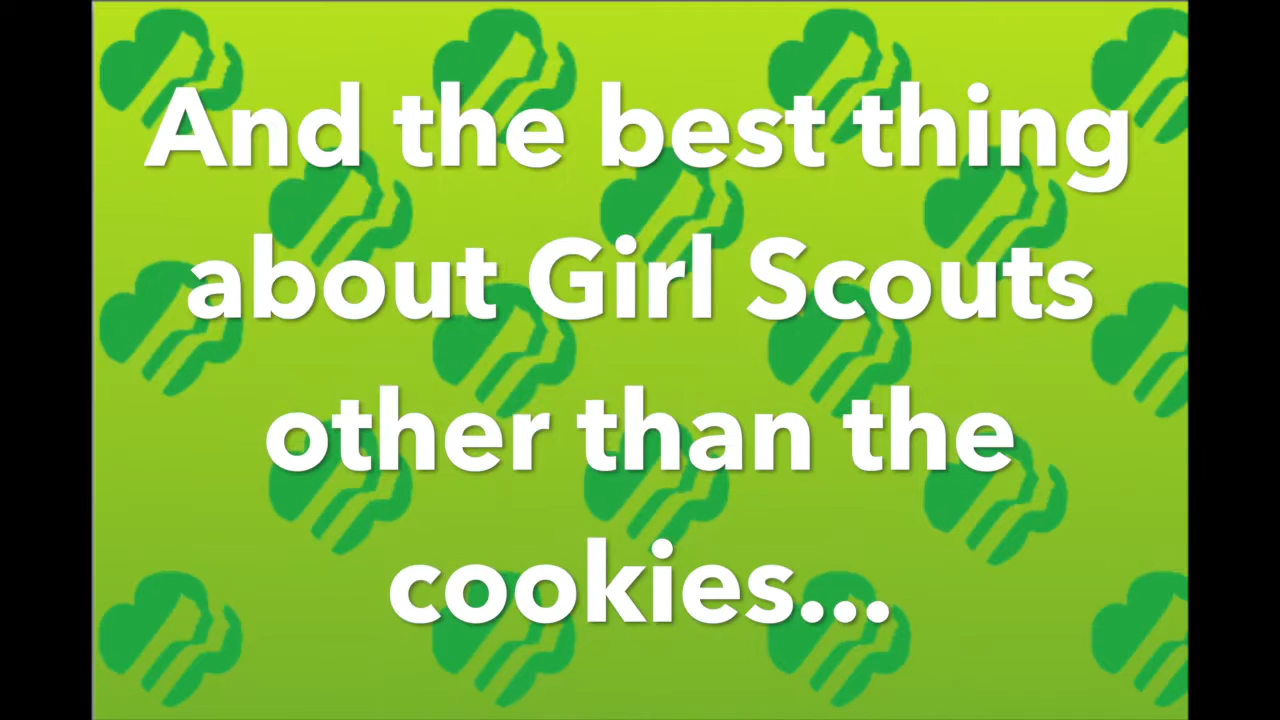 And the best thing
about Girl Scouts
other than the
cookies...